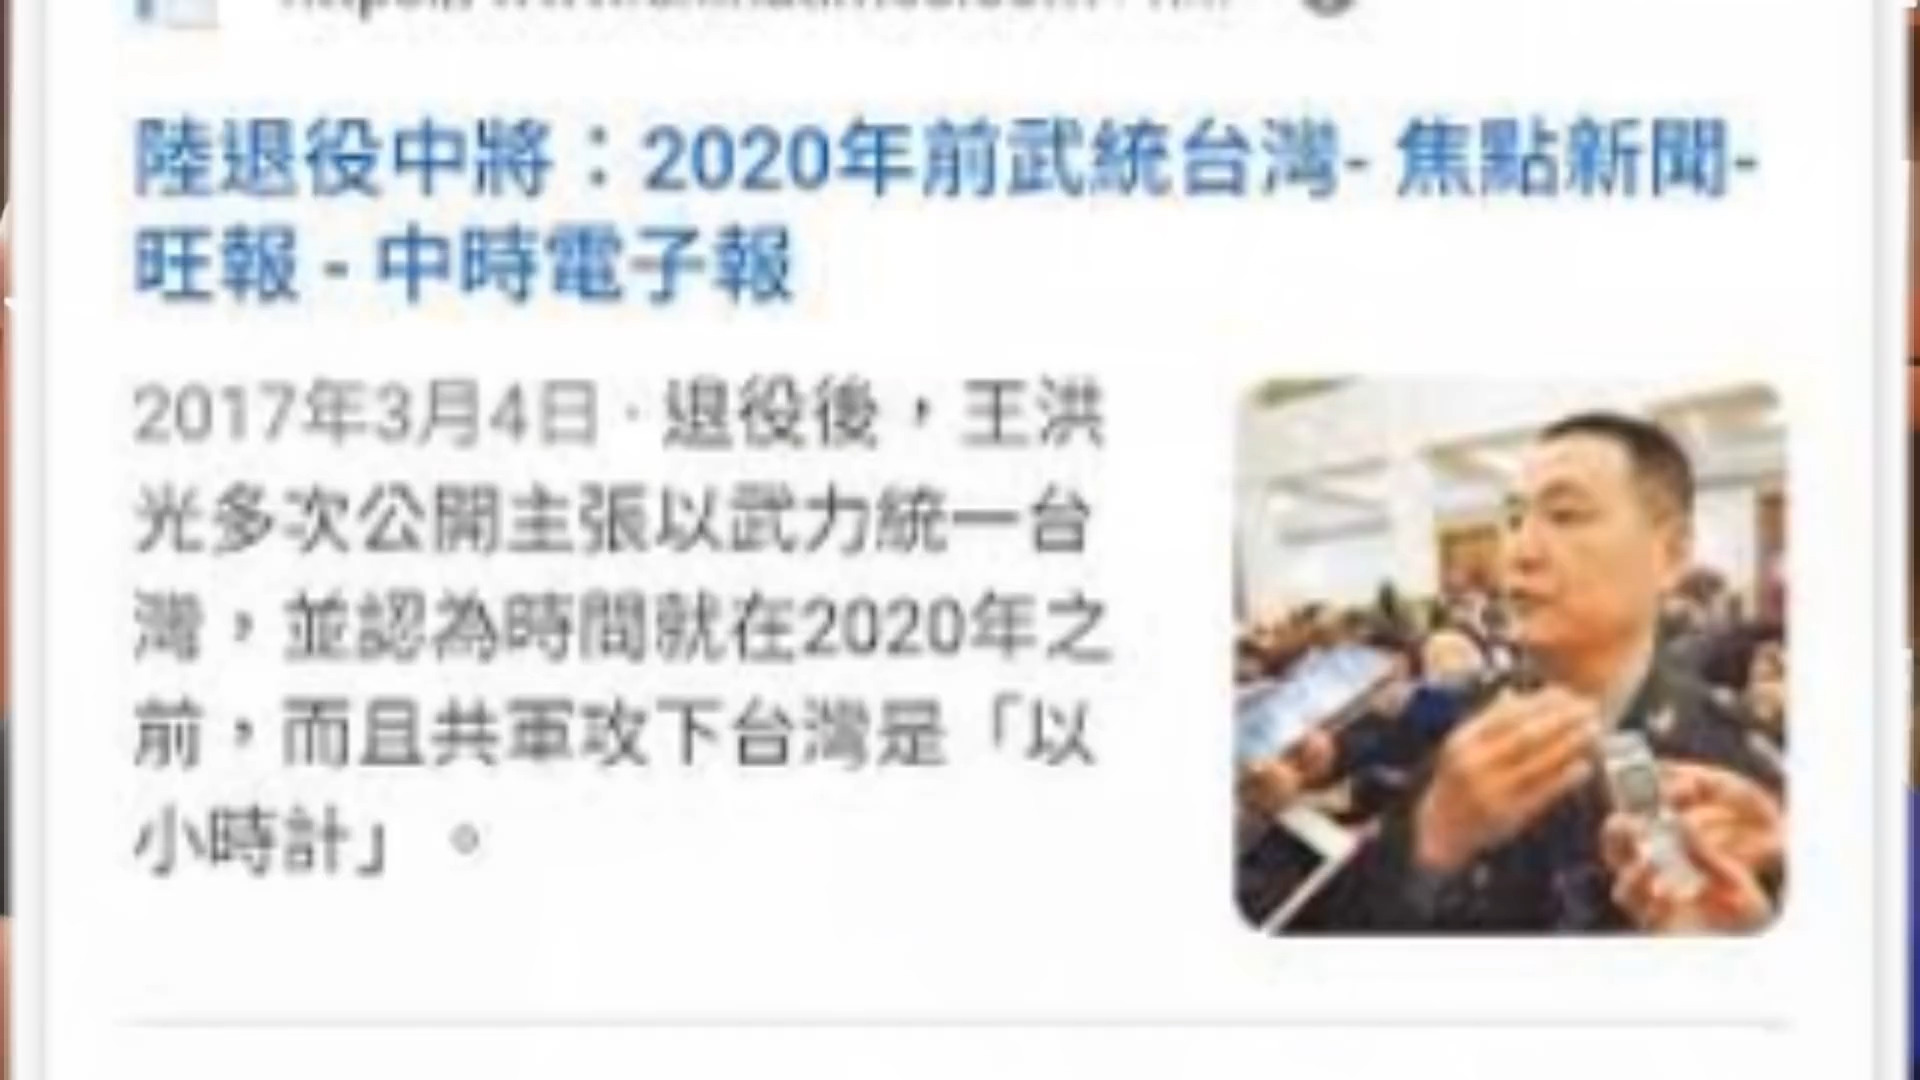 陸退役中將：2020年前武統台灣- 焦點新聞-
旺報 - 中時電子報
2017年3月4日 · 退役後，王洪
光多次公開主張以武力統一台
灣，並認為時間就在2020年之
前，而且共軍攻下台灣是「以
小時計」。